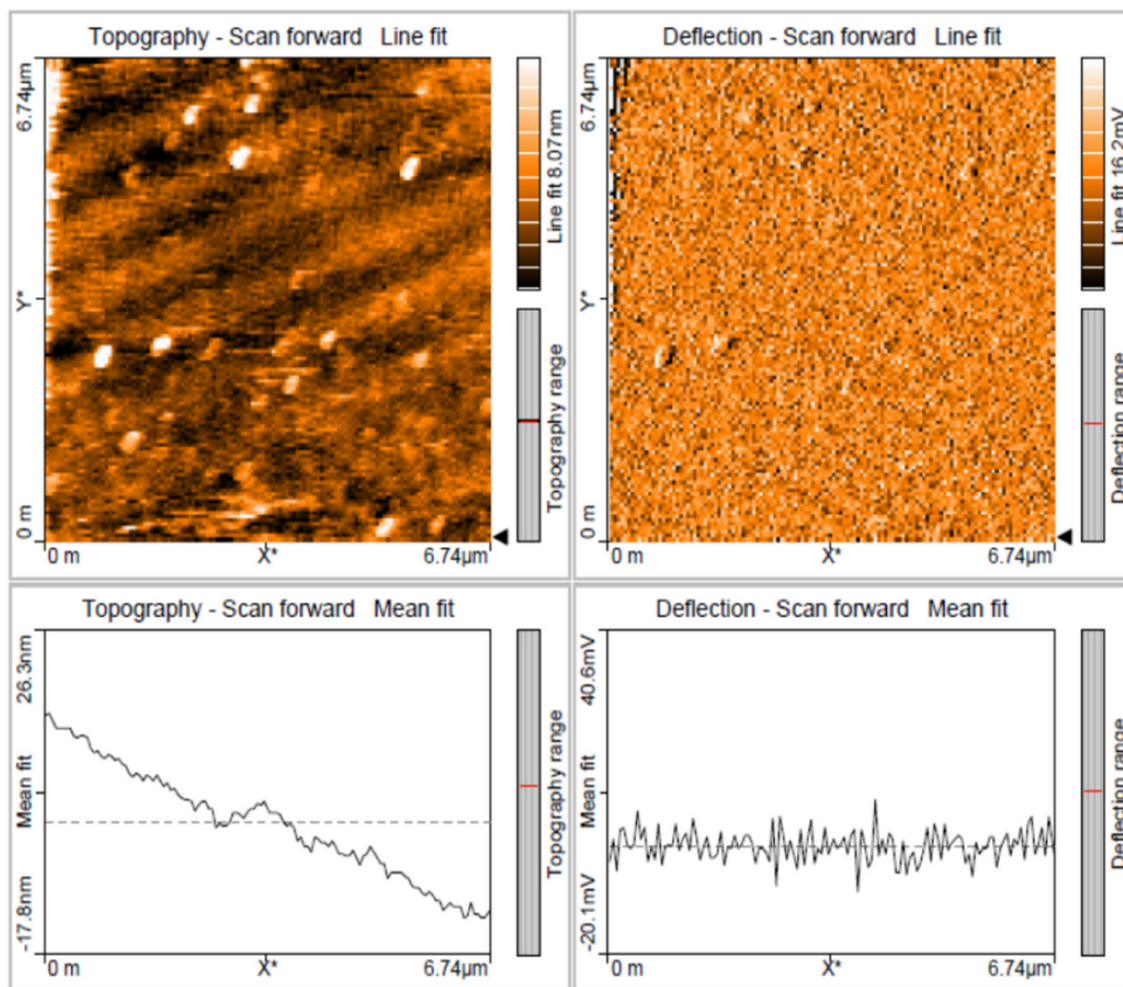 Topography - Scan forward Line fit
6.74µm
Y*
0 m
0 m
X*
6.74µm
Line fit 8.07nm
Topography range
Deflection - Scan forward Line fit
6.74µm
Y*
0 m
0 m
X*
6.74µm
Line fit 16.2mV
Deflection range
Topography - Scan forward Mean fit
26.3nm
Mean fit
-17.8nm
0 m
X*
6.74µm
Topography range
Deflection - Scan forward Mean fit
40.6mV
Mean fit
-20.1mV
0 m
X*
6.74µm
Deflection range